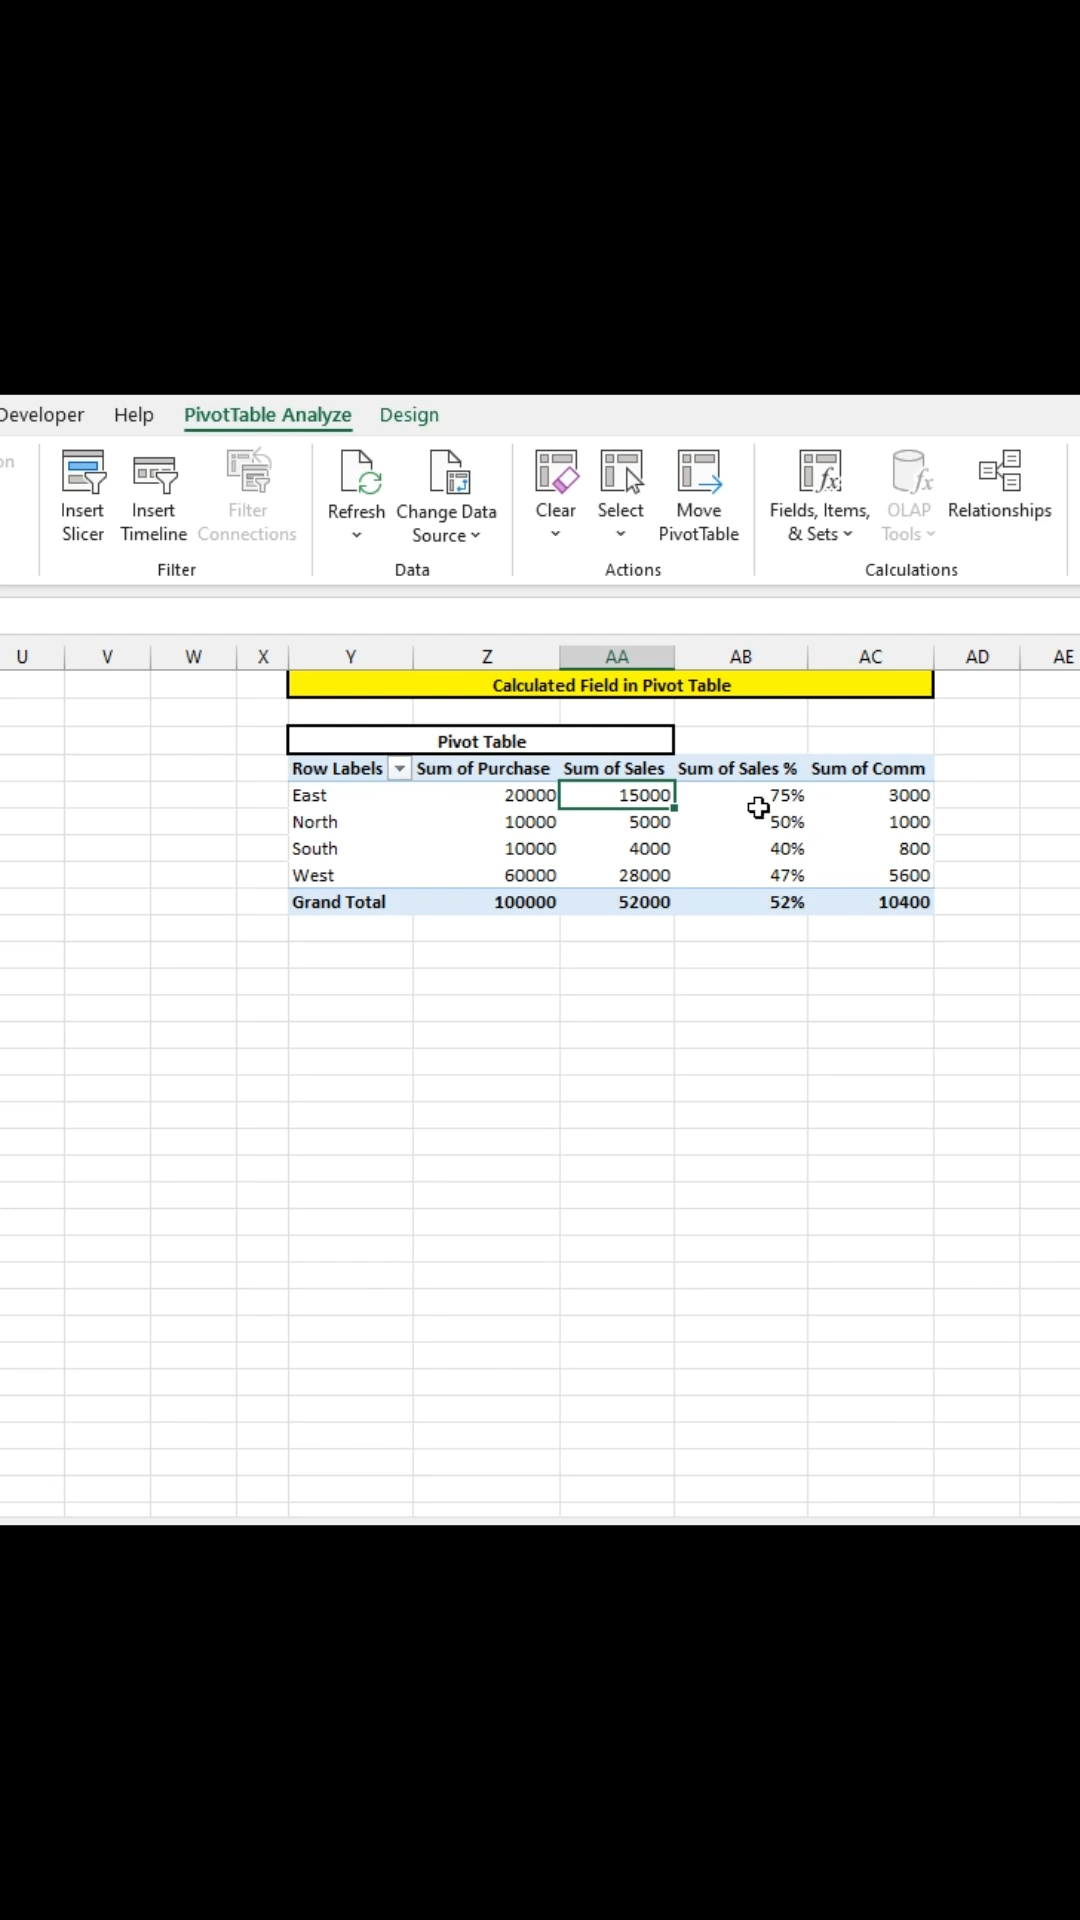 Developer Help PivotTable Analyze Design
on
Insert Slicer
Insert Timeline
Filter Connections
Refresh
Change Data Source
Clear
Select
Move PivotTable
Fields, Items, & Sets
OLAP Tools
Relationships
Filter Data Actions Calculations
U V W X Y Z AA AB AC AD AE
Calculated Field in Pivot Table
Pivot Table
Row Labels Sum of Purchase Sum of Sales Sum of Sales % Sum of Comm
East 20000 15000 75% 3000
North 10000 5000 50% 1000
South 10000 4000 40% 800
West 60000 28000 47% 5600
Grand Total 100000 52000 52% 10400